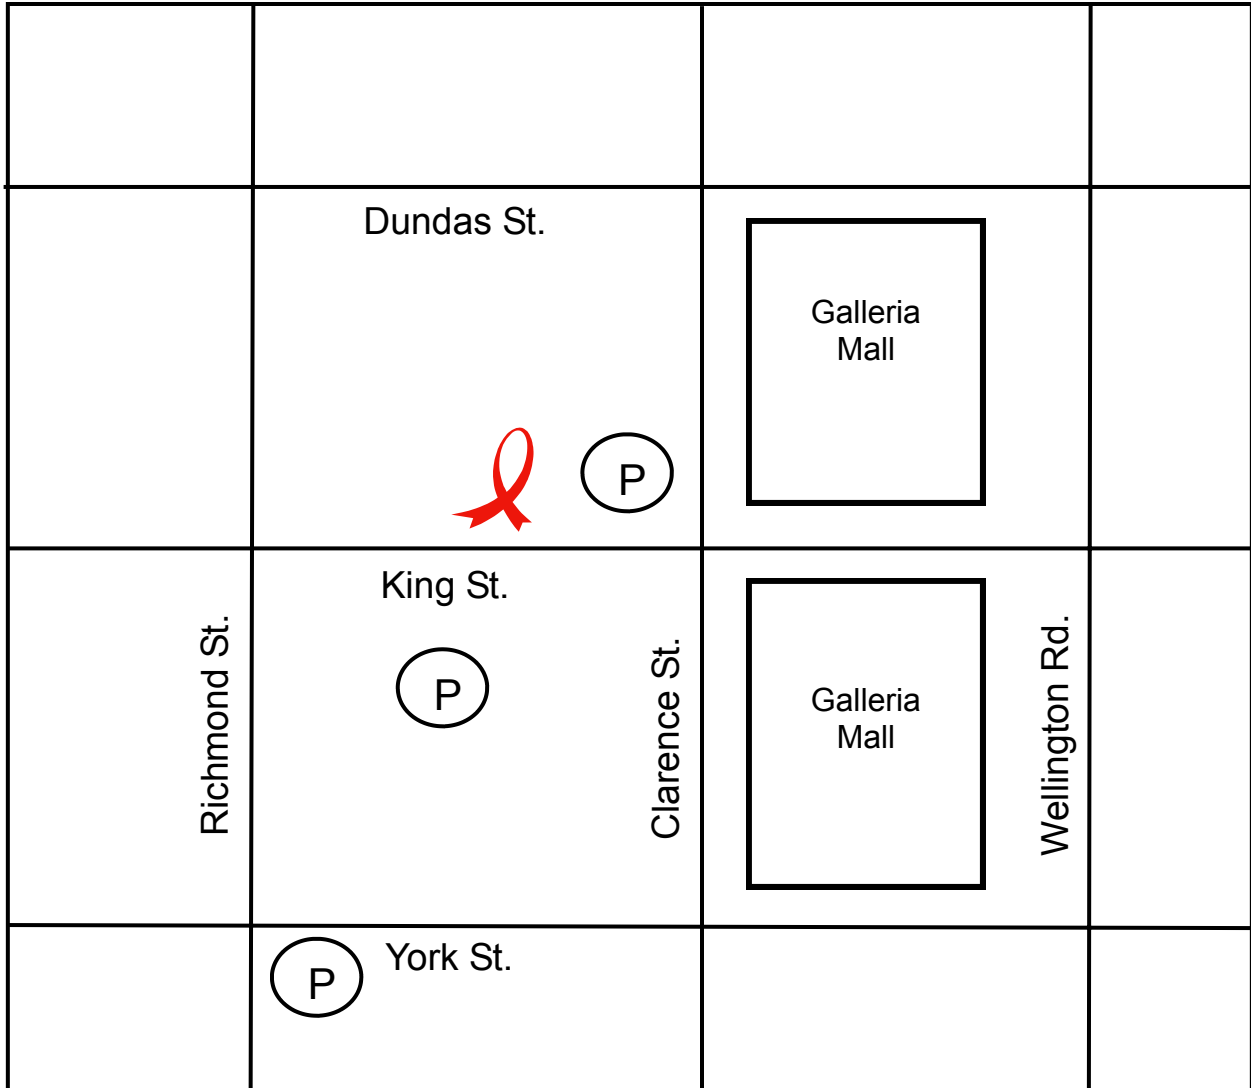 Dundas St.
Galleria
Mall
P
King St.
Richmond St.
P
Clarence St.
Galleria
Mall
Wellington Rd.
York St.
P